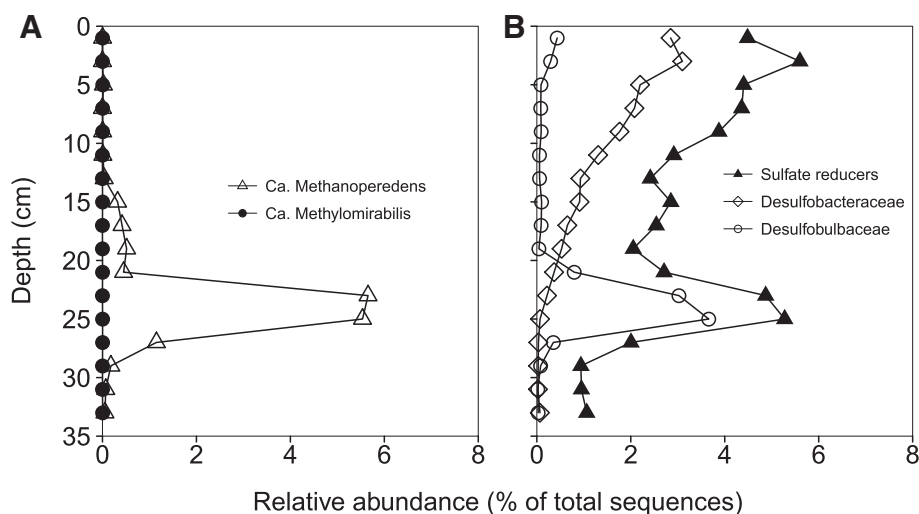 A
B
0
5
10
15
20
25
30
35
Depth (cm)
Ca. Methanoperedens
Ca. Methylomirabilis
Sulfate reducers
Desulfobacteraceae
Desulfobulbaceae
0 2 4 6 8
0 2 4 6 8
Relative abundance (% of total sequences)